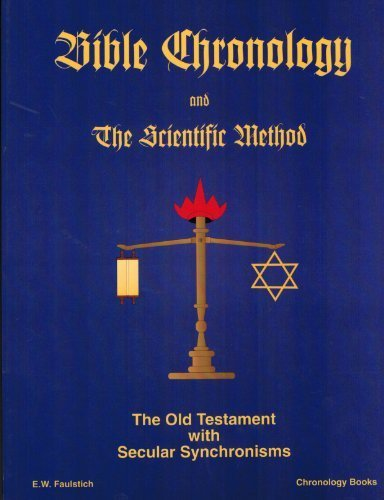 Bible Chronology
and
The Scientific Method
The Old Testament
with
Secular Synchronisms
E.W. Faulstich
Chronology Books